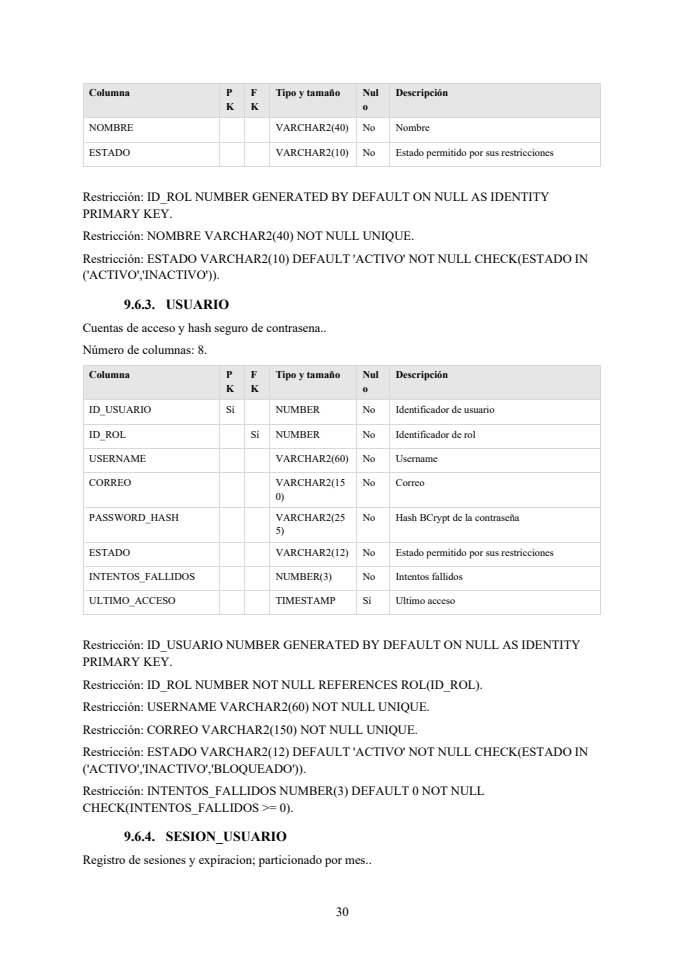 Columna P K F K Tipo y tamaño Nul o Descripción
NOMBRE VARCHAR2(40) No Nombre
ESTADO VARCHAR2(10) No Estado permitido por sus restricciones
Restricción: ID_ROL NUMBER GENERATED BY DEFAULT ON NULL AS IDENTITY
PRIMARY KEY.
Restricción: NOMBRE VARCHAR2(40) NOT NULL UNIQUE.
Restricción: ESTADO VARCHAR2(10) DEFAULT 'ACTIVO' NOT NULL CHECK(ESTADO IN
('ACTIVO','INACTIVO')).
9.6.3. USUARIO
Cuentas de acceso y hash seguro de contrasena..
Número de columnas: 8.
Columna P K F K Tipo y tamaño Nul o Descripción
ID_USUARIO Sí NUMBER No Identificador de usuario
ID_ROL Sí NUMBER No Identificador de rol
USERNAME VARCHAR2(60) No Username
CORREO VARCHAR2(15 0) No Correo
PASSWORD_HASH VARCHAR2(25 5) No Hash BCrypt de la contraseña
ESTADO VARCHAR2(12) No Estado permitido por sus restricciones
INTENTOS_FALLIDOS NUMBER(3) No Intentos fallidos
ULTIMO_ACCESO TIMESTAMP Sí Ultimo acceso
Restricción: ID_USUARIO NUMBER GENERATED BY DEFAULT ON NULL AS IDENTITY
PRIMARY KEY.
Restricción: ID_ROL NUMBER NOT NULL REFERENCES ROL(ID_ROL).
Restricción: USERNAME VARCHAR2(60) NOT NULL UNIQUE.
Restricción: CORREO VARCHAR2(150) NOT NULL UNIQUE.
Restricción: ESTADO VARCHAR2(12) DEFAULT 'ACTIVO' NOT NULL CHECK(ESTADO IN
('ACTIVO','INACTIVO','BLOQUEADO')).
Restricción: INTENTOS_FALLIDOS NUMBER(3) DEFAULT 0 NOT NULL
CHECK(INTENTOS_FALLIDOS >= 0).
9.6.4. SESION_USUARIO
Registro de sesiones y expiracion; particionado por mes..
30